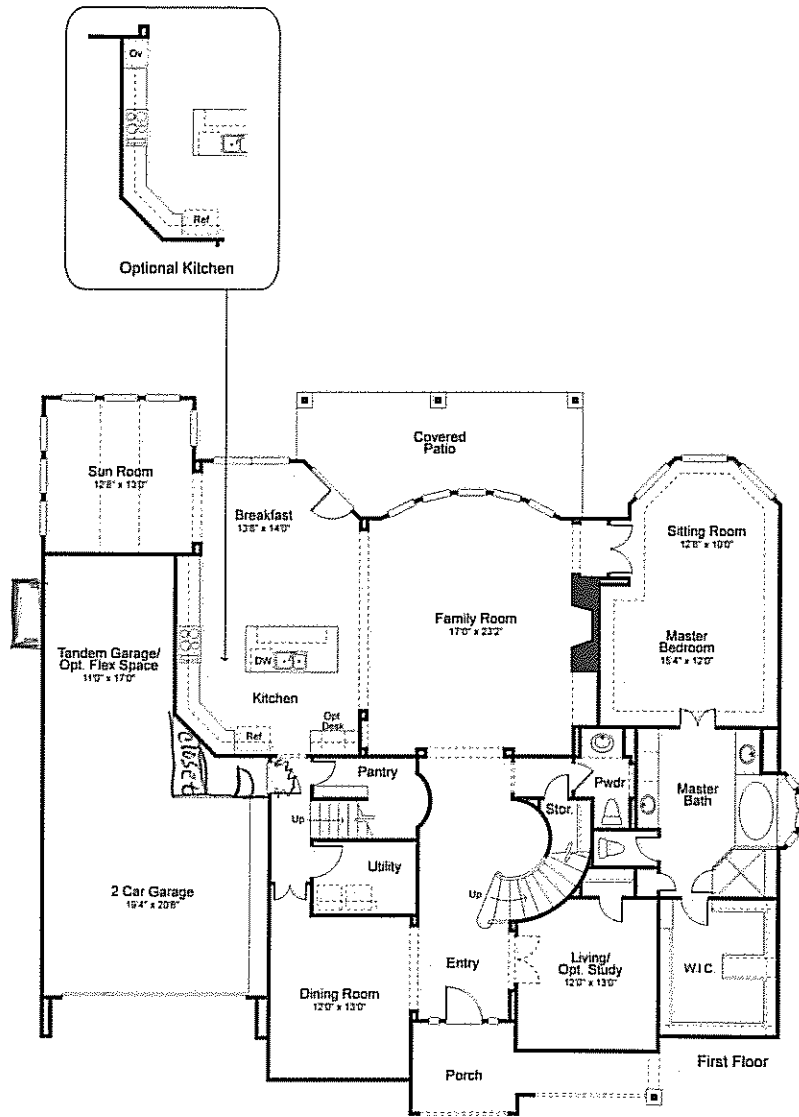 Ov
Ref
Optional Kitchen
Covered
Patio
Sun Room
12'8" x 13'0"
Breakfast
13'8" x 14'0"
Sitting Room
12'8" x 10'0"
Family Room
17'0" x 23'2"
Tandem Garage/
Opt. Flex Space
11'0" x 17'0"
Master
Bedroom
15'4" x 12'0"
DW
Kitchen
Opt
Desk
Ref
closet
Pantry
Pwdr
Master
Bath
Stor.
Up
Utility
2 Car Garage
19'4" x 20'8"
Up
Entry
Living/
Opt. Study
12'0" x 13'0"
W.I.C.
Dining Room
12'0" x 13'0"
First Floor
Porch